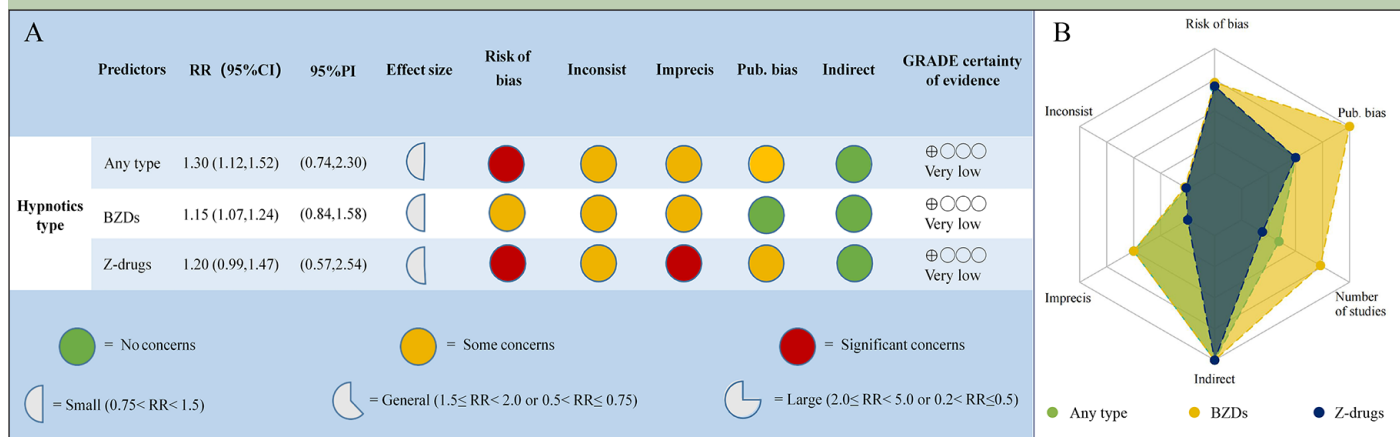 A
Predictors RR (95%CI) 95%PI Effect size Risk of bias Inconsist Imprecis Pub. bias Indirect GRADE certainty of evidence
Hypnotics type
Any type 1.30 (1.12,1.52) (0.74,2.30) ⊕◯◯◯ Very low
BZDs 1.15 (1.07,1.24) (0.84,1.58) ⊕◯◯◯ Very low
Z-drugs 1.20 (0.99,1.47) (0.57,2.54) ⊕◯◯◯ Very low
= No concerns = Some concerns = Significant concerns
= Small (0.75< RR< 1.5) = General (1.5≤ RR< 2.0 or 0.5< RR≤ 0.75) = Large (2.0≤ RR< 5.0 or 0.2< RR≤0.5)
B
Risk of bias
Inconsist
Pub. bias
Imprecis
Number
of studies
Indirect
Any type BZDs Z-drugs